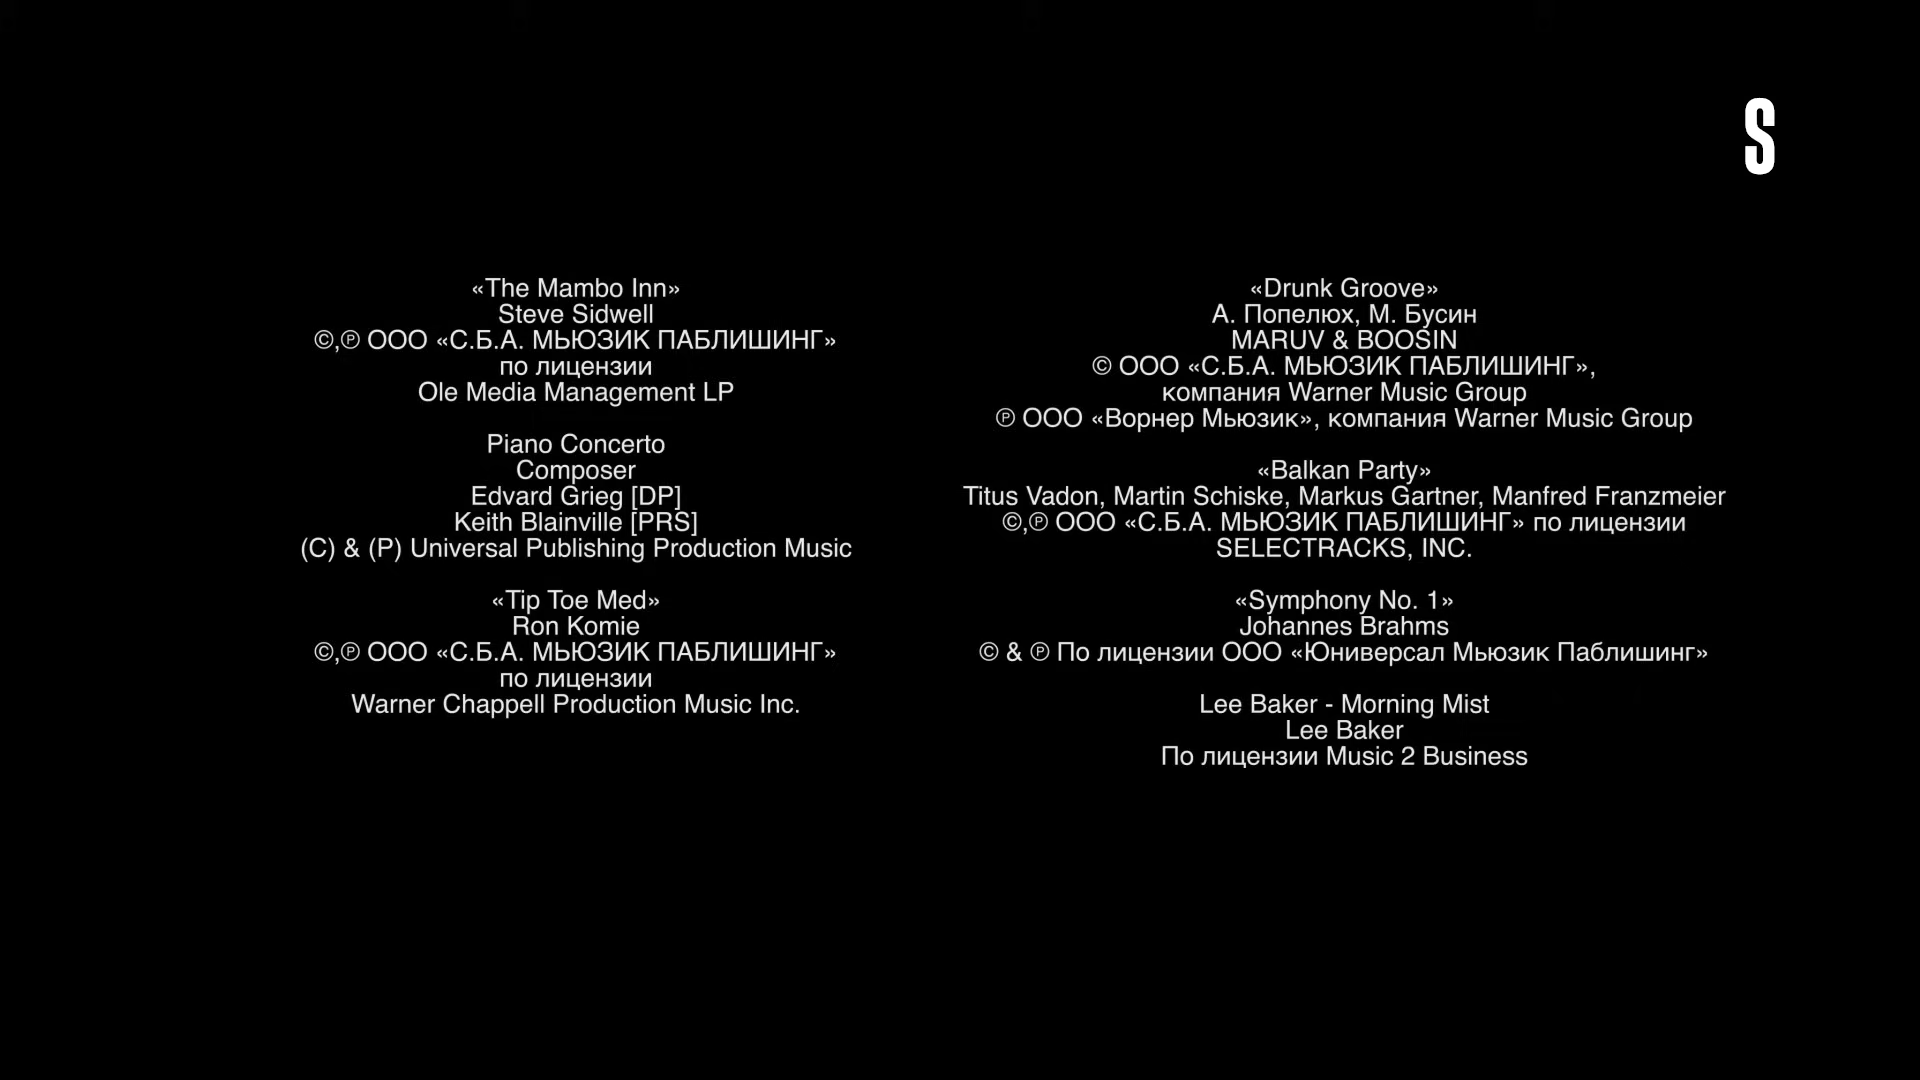 S
«The Mambo Inn»
Steve Sidwell
©,℗ ООО «С.Б.А. МЬЮЗИК ПАБЛИШИНГ»
по лицензии
Ole Media Management LP
Piano Concerto
Composer
Edvard Grieg [DP]
Keith Blainville [PRS]
(C) & (P) Universal Publishing Production Music
«Tip Toe Med»
Ron Komie
©,℗ ООО «С.Б.А. МЬЮЗИК ПАБЛИШИНГ»
по лицензии
Warner Chappell Production Music Inc.
«Drunk Groove»
А. Попелюх, М. Бусин
MARUV & BOOSIN
© ООО «С.Б.А. МЬЮЗИК ПАБЛИШИНГ»,
компания Warner Music Group
℗ ООО «Ворнер Мьюзик», компания Warner Music Group
«Balkan Party»
Titus Vadon, Martin Schiske, Markus Gartner, Manfred Franzmeier
©,℗ ООО «С.Б.А. МЬЮЗИК ПАБЛИШИНГ» по лицензии
SELECTRACKS, INC.
«Symphony No. 1»
Johannes Brahms
© & ℗ По лицензии ООО «Юниверсал Мьюзик Паблишинг»
Lee Baker - Morning Mist
Lee Baker
По лицензии Music 2 Business